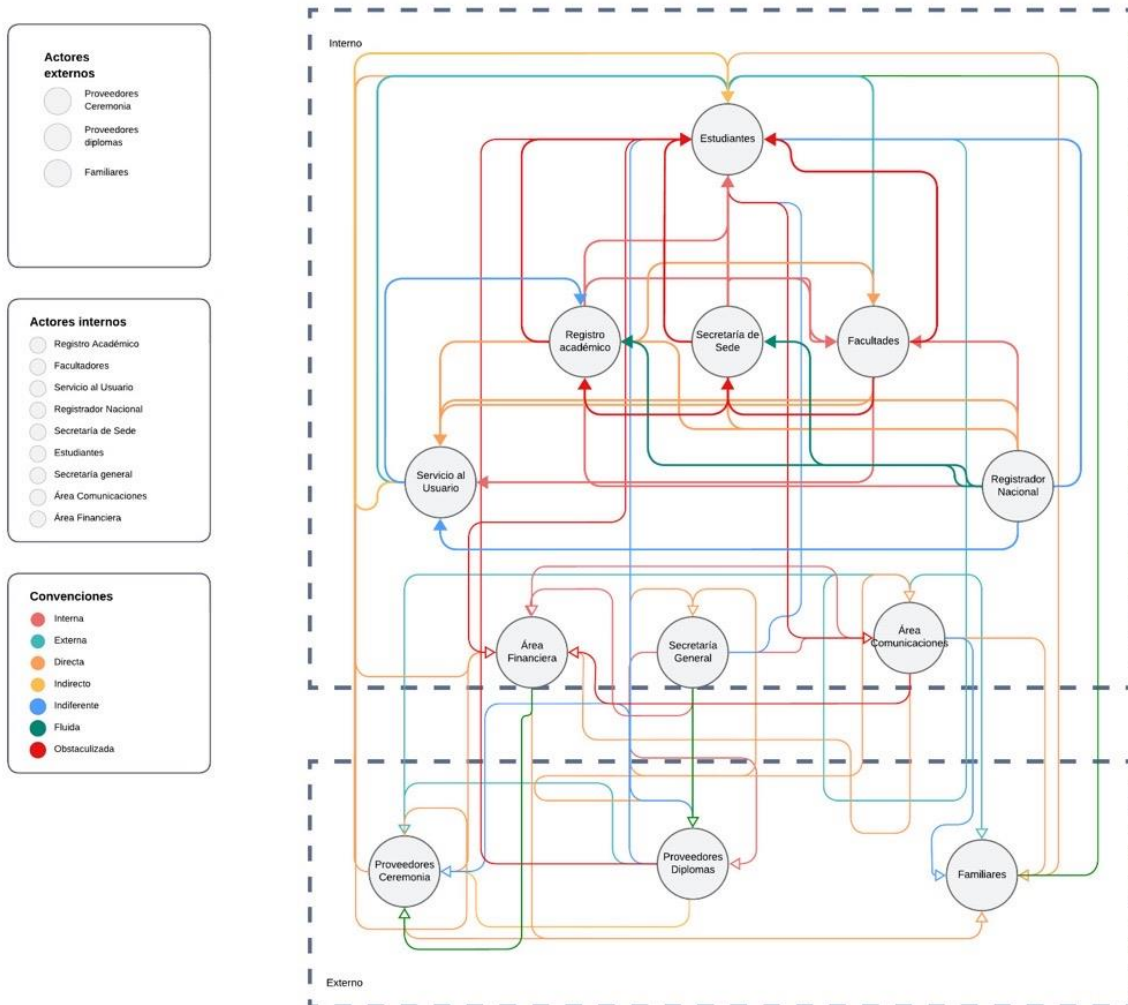 Actores
externos
Proveedores
Ceremonia
Proveedores
diplomas
Familiares
Actores internos
Registro Académico
Facultadores
Servicio al Usuario
Registrador Nacional
Secretaría de Sede
Estudiantes
Secretaría general
Área Comunicaciones
Área Financiera
Convenciones
Interna
Externa
Directa
Indirecto
Indiferente
Fluida
Obstaculizada
Interno
Estudiantes
Registro
académico
Secretaría de
Sede
Facultades
Servicio al
Usuario
Registrador
Nacional
Área
Financiera
Secretaría
General
Área
Comunicaciones
Proveedores
Ceremonia
Proveedores
Diplomas
Familiares
Externo